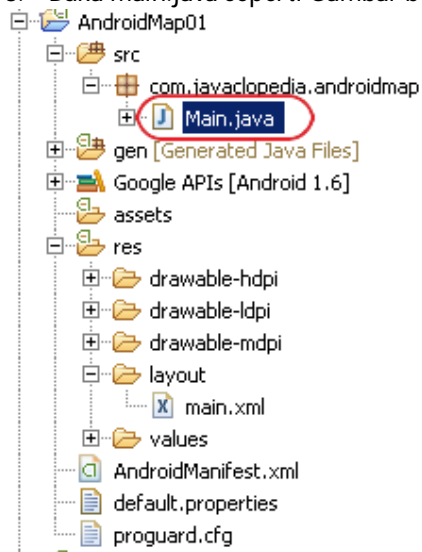 AndroidMap01
src
com.javaclopedia.androidmap
Main.java
gen [Generated Java Files]
Google APIs [Android 1.6]
assets
res
drawable-hdpi
drawable-ldpi
drawable-mdpi
layout
main.xml
values
AndroidManifest.xml
default.properties
proguard.cfg